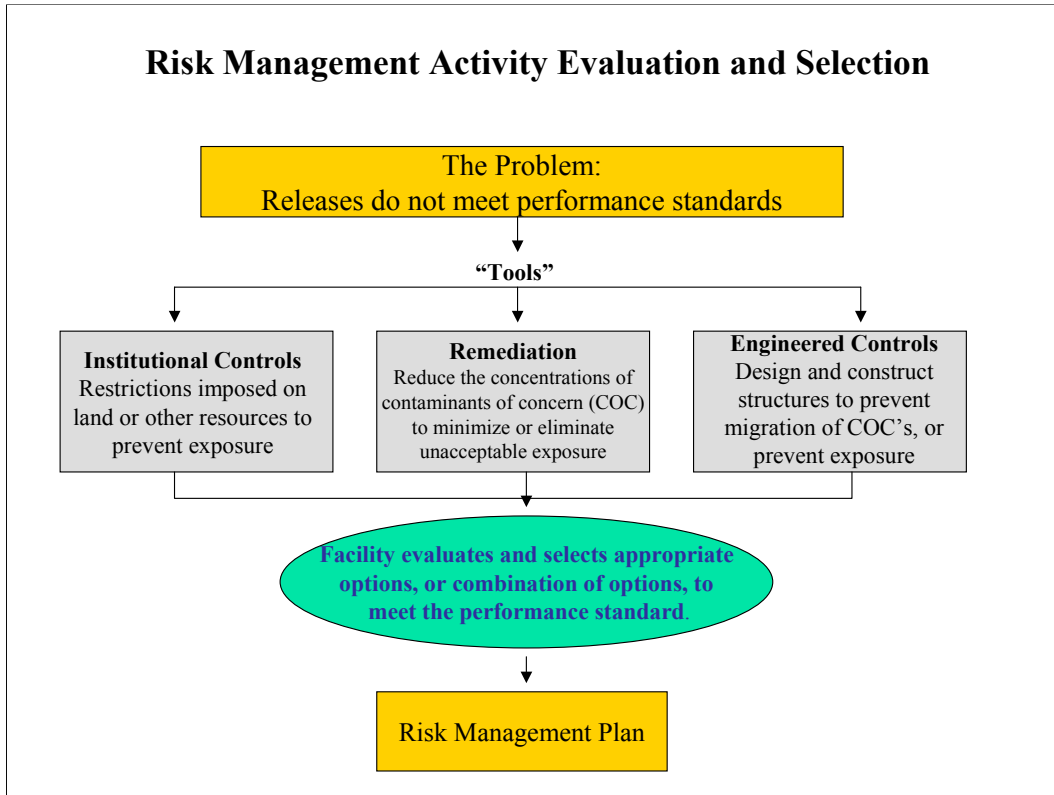 Risk Management Activity Evaluation and Selection
The Problem:
Releases do not meet performance standards
“Tools”
Institutional Controls
Restrictions imposed on
land or other resources to
prevent exposure
Remediation
Reduce the concentrations of
contaminants of concern (COC)
to minimize or eliminate
unacceptable exposure
Engineered Controls
Design and construct
structures to prevent
migration of COC’s, or
prevent exposure
Facility evaluates and selects appropriate
options, or combination of options, to
meet the performance standard.
Risk Management Plan